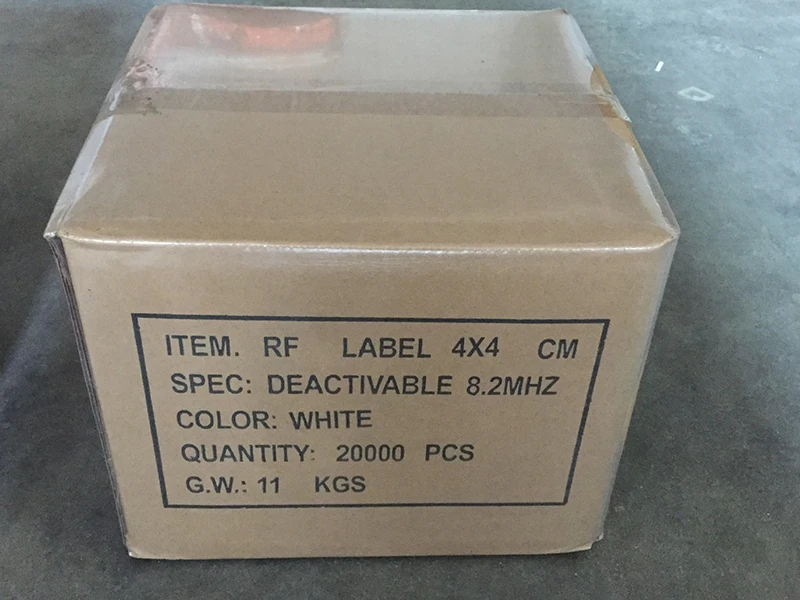 ITEM. RF LABEL 4X4 CM
SPEC: DEACTIVABLE 8.2MHZ
COLOR: WHITE
QUANTITY: 20000 PCS
G.W.: 11 KGS